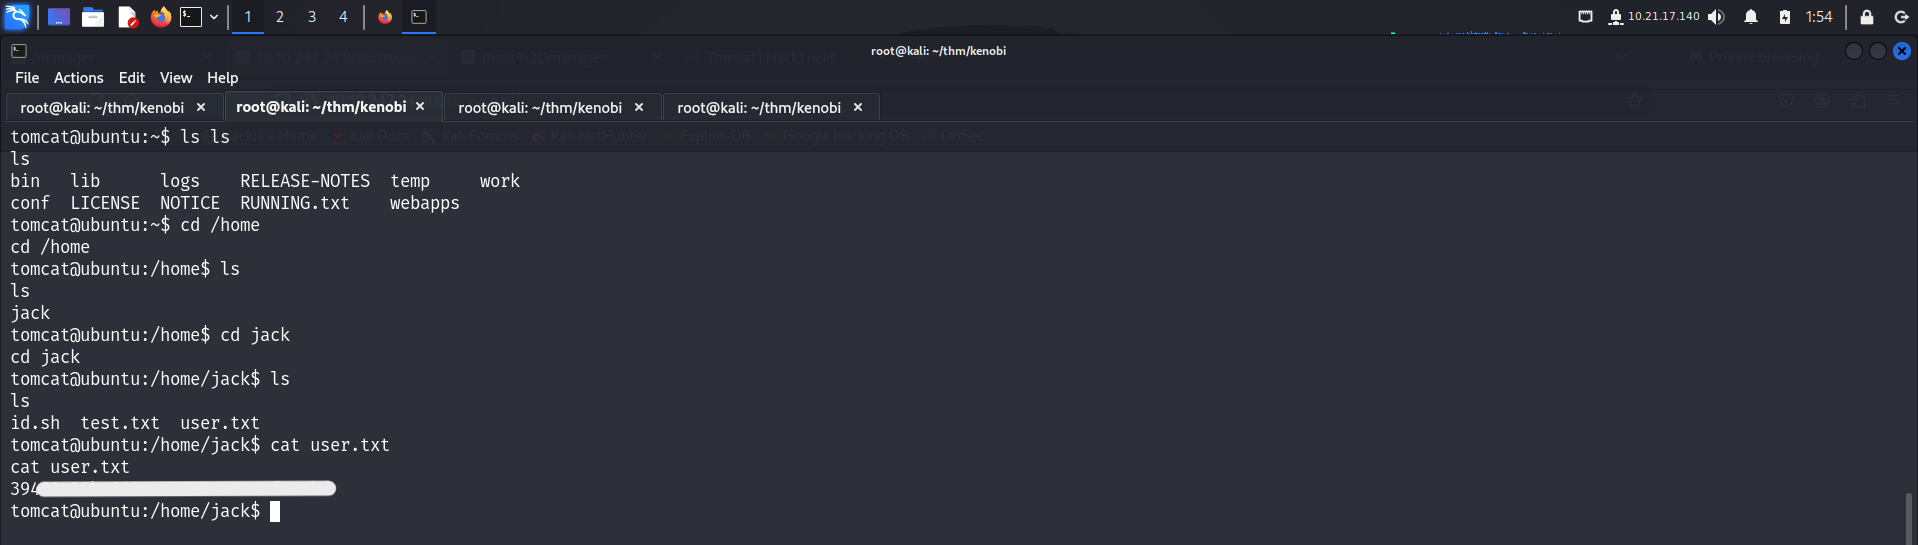 1 2 3 4 10.21.17.140 1:54
root@kali: ~/thm/kenobi
File Actions Edit View Help
root@kali: ~/thm/kenobi × root@kali: ~/thm/kenobi × root@kali: ~/thm/kenobi × root@kali: ~/thm/kenobi ×
tomcat@ubuntu:~$ ls ls
ls
bin lib logs RELEASE-NOTES temp work
conf LICENSE NOTICE RUNNING.txt webapps
tomcat@ubuntu:~$ cd /home
cd /home
tomcat@ubuntu:/home$ ls
ls
jack
tomcat@ubuntu:/home$ cd jack
cd jack
tomcat@ubuntu:/home/jack$ ls
ls
id.sh test.txt user.txt
tomcat@ubuntu:/home/jack$ cat user.txt
cat user.txt
394
tomcat@ubuntu:/home/jack$